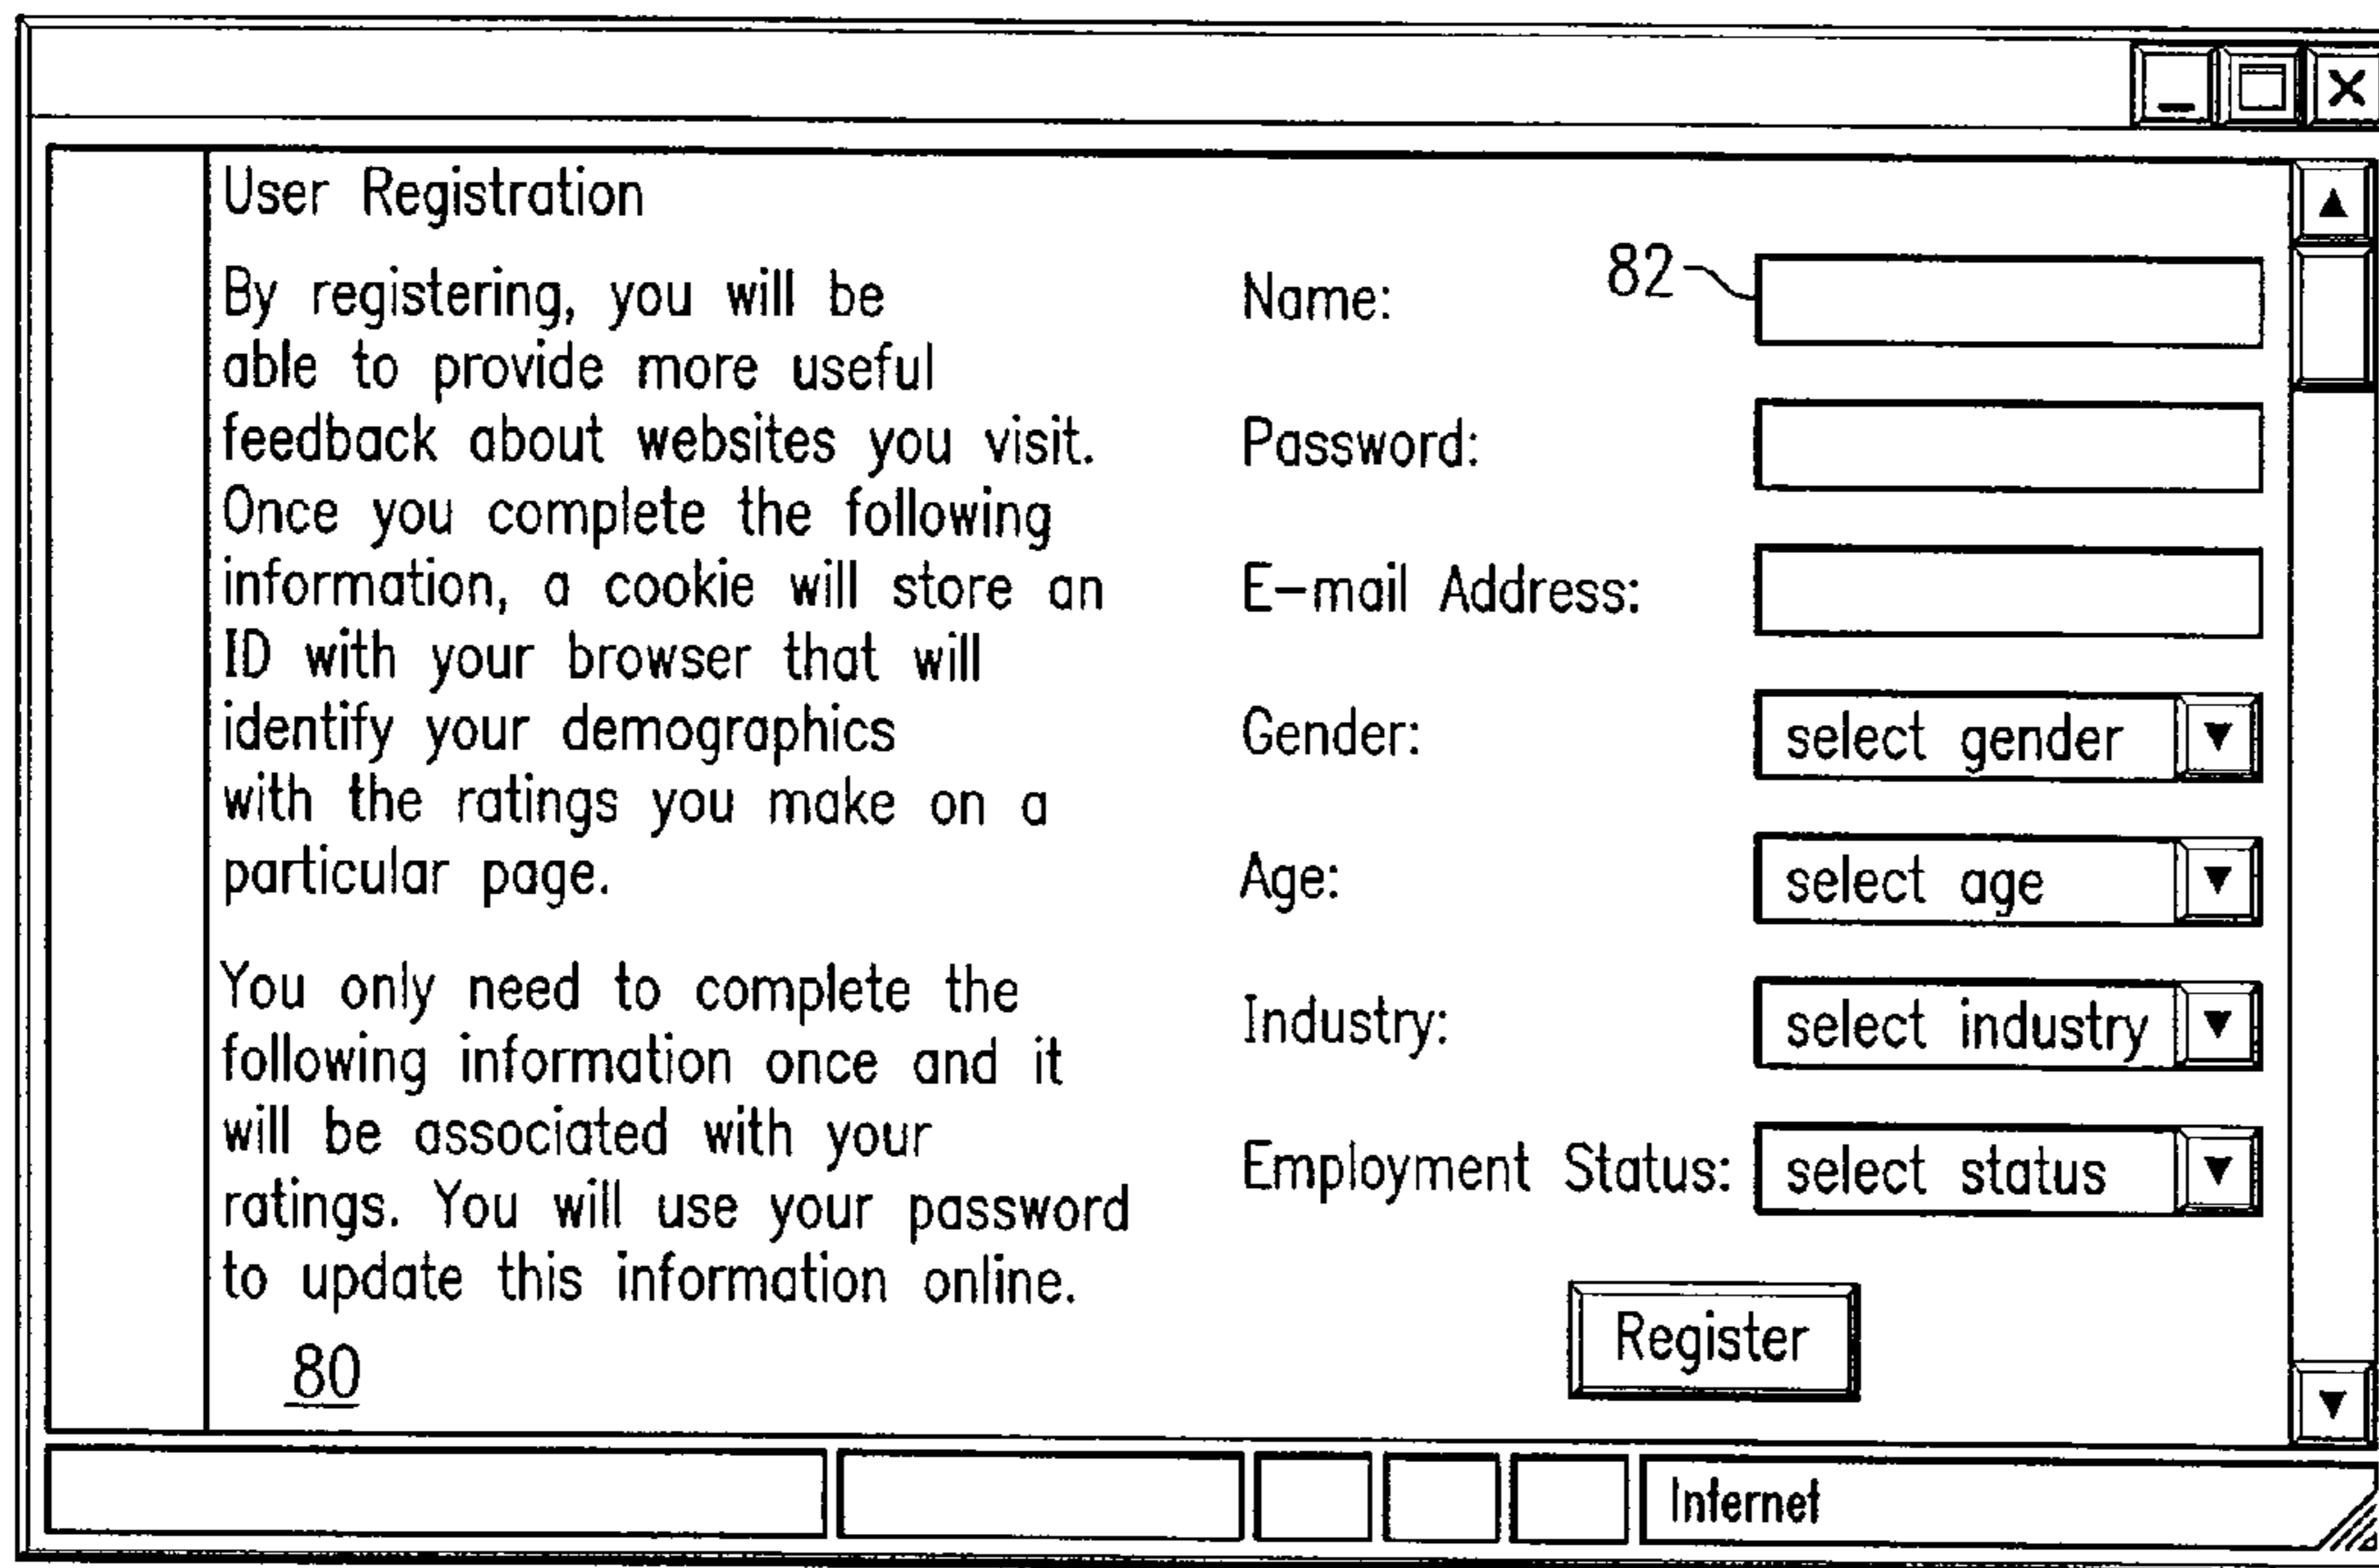 User Registration
By registering, you will be
able to provide more useful
feedback about websites you visit.
Once you complete the following
information, a cookie will store an
ID with your browser that will
identify your demographics
with the ratings you make on a
particular page.
You only need to complete the
following information once and it
will be associated with your
ratings. You will use your password
to update this information online.
80
Name:
82
Password:
E-mail Address:
Gender:
select gender
Age:
select age
Industry:
select industry
Employment Status:
select status
Register
Internet